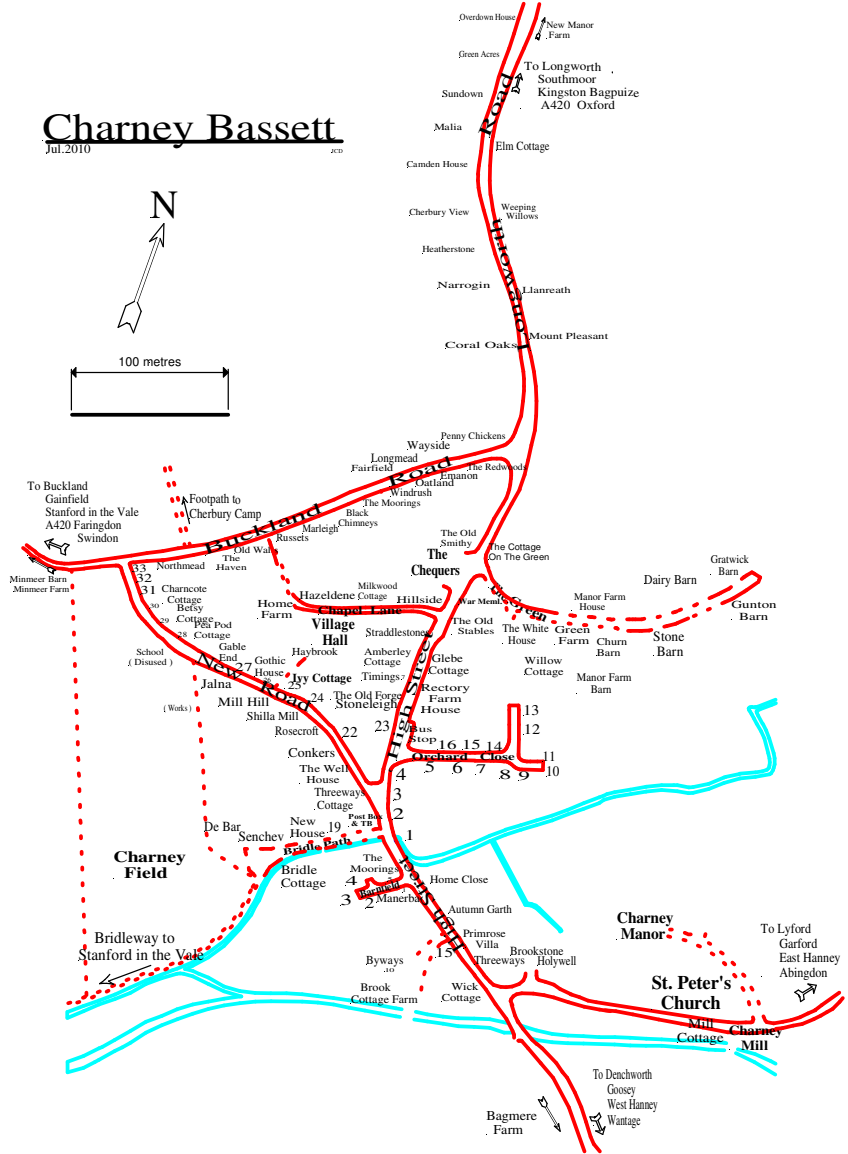 Overdown House
New Manor
Farm
Green Acres
To Longworth
Southmoor
Kingston Bagpuize
A420 Oxford
Sundown
Road
Charney Bassett
Jul.2010
JCD
Malia
Elm Cottage
Camden House
N
Cherbury View
Weeping
Willows
Heatherstone
Longworth
Narrogin
Llanreath
Mount Pleasant
Coral Oaks
100 metres
Penny Chickens
Wayside
Longmead
Fairfield
Road
The Redwoods
Emanon
Oatland
Windrush
The Moorings
Black
Chimneys
Marleigh
Russets
Buckland
To Buckland
Gainfield
Stanford in the Vale
A420 Faringdon
Swindon
Footpath to
Cherbury Camp
Old Walls
The
Haven
Northmead
Minmeer Barn
Minmeer Farm
33
32
31
30
29
28
Charncote
Cottage
Betsy
Cottage
Pea Pod
Cottage
The Old
Smithy
The
Chequers
The Cottage
On The Green
The Green
War Meml.
Gratwick
Barn
Dairy Barn
Gunton
Barn
Manor Farm
House
Stone
Barn
Churn
Barn
Green
Farm
The White
House
The Old
Stables
Willow
Cottage
Manor Farm
Barn
Hazeldene
Milkwood
Cottage
Hillside
Home
Farm
Chapel Lane
Village
Hall
Straddlestones
School
( Disused )
Gable
End
27
New Road
Gothic
House
26
25
24
Haybrook
Ivy Cottage
Amberley
Cottage
Timings
Glebe
Cottage
High Street
Rectory
Farm
House
The Old Forge
Stoneleigh
Jalna
( Works )
Mill Hill
Shilla Mill
Rosecroft
22
23
Bus
Stop
13
12
16
15
14
Orchard Close
11
10
4
5
6
7
8
9
3
2
1
Conkers
The Well
House
Threeways
Cottage
Post Box
& TB
De Bar
Senchev
New
House
19
Bridle Path
Charney
Field
Bridle
Cottage
The
Moorings
4
3
2
Barnfield
Manerbar
High Street
Home Close
Autumn Garth
Primrose
Villa
15
Threeways
Brookstone
Holywell
Charney
Manor
To Lyford
Garford
East Hanney
Abingdon
Bridleway to
Stanford in the Vale
Byways
10
Brook
Cottage Farm
Wick
Cottage
St. Peter's
Church
Mill
Cottage
Charney
Mill
To Denchworth
Goosey
West Hanney
Wantage
Bagmere
Farm